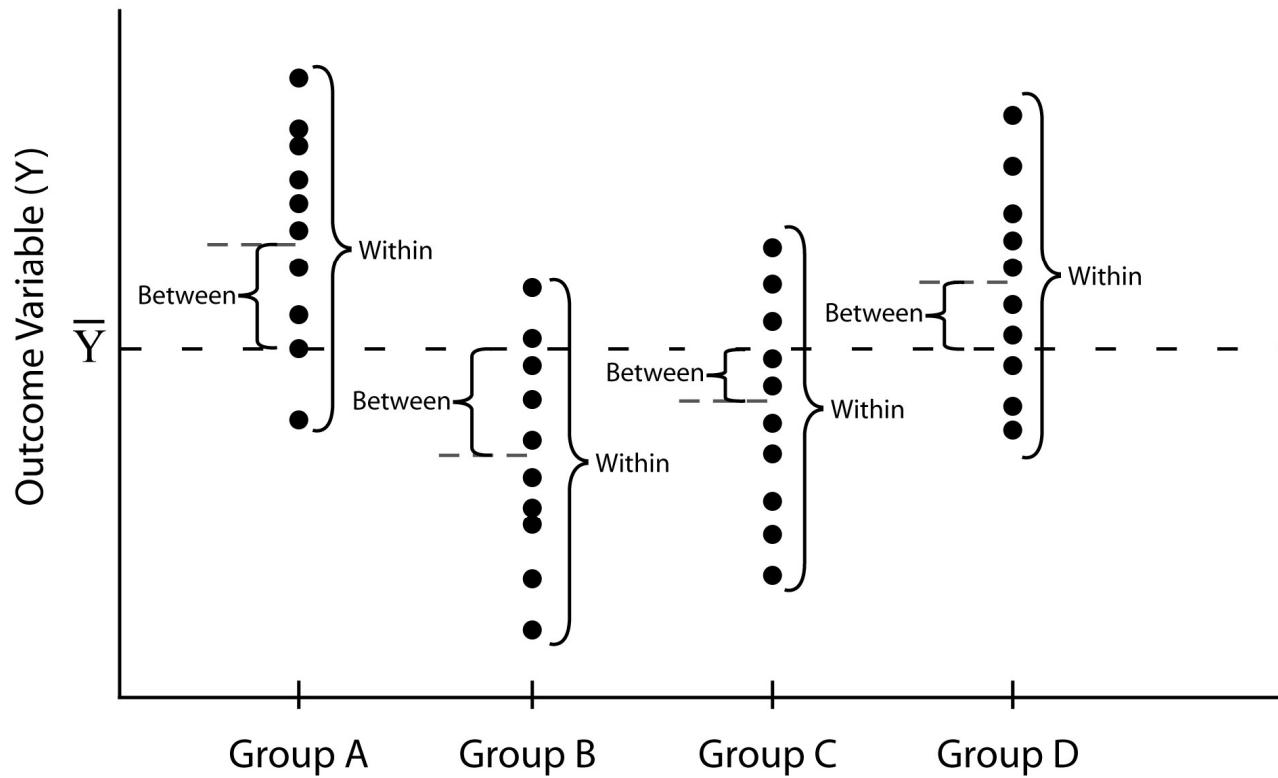 Outcome Variable (Y)
Y̅
Between
Within
Between
Within
Between
Within
Between
Within
Group A
Group B
Group C
Group D